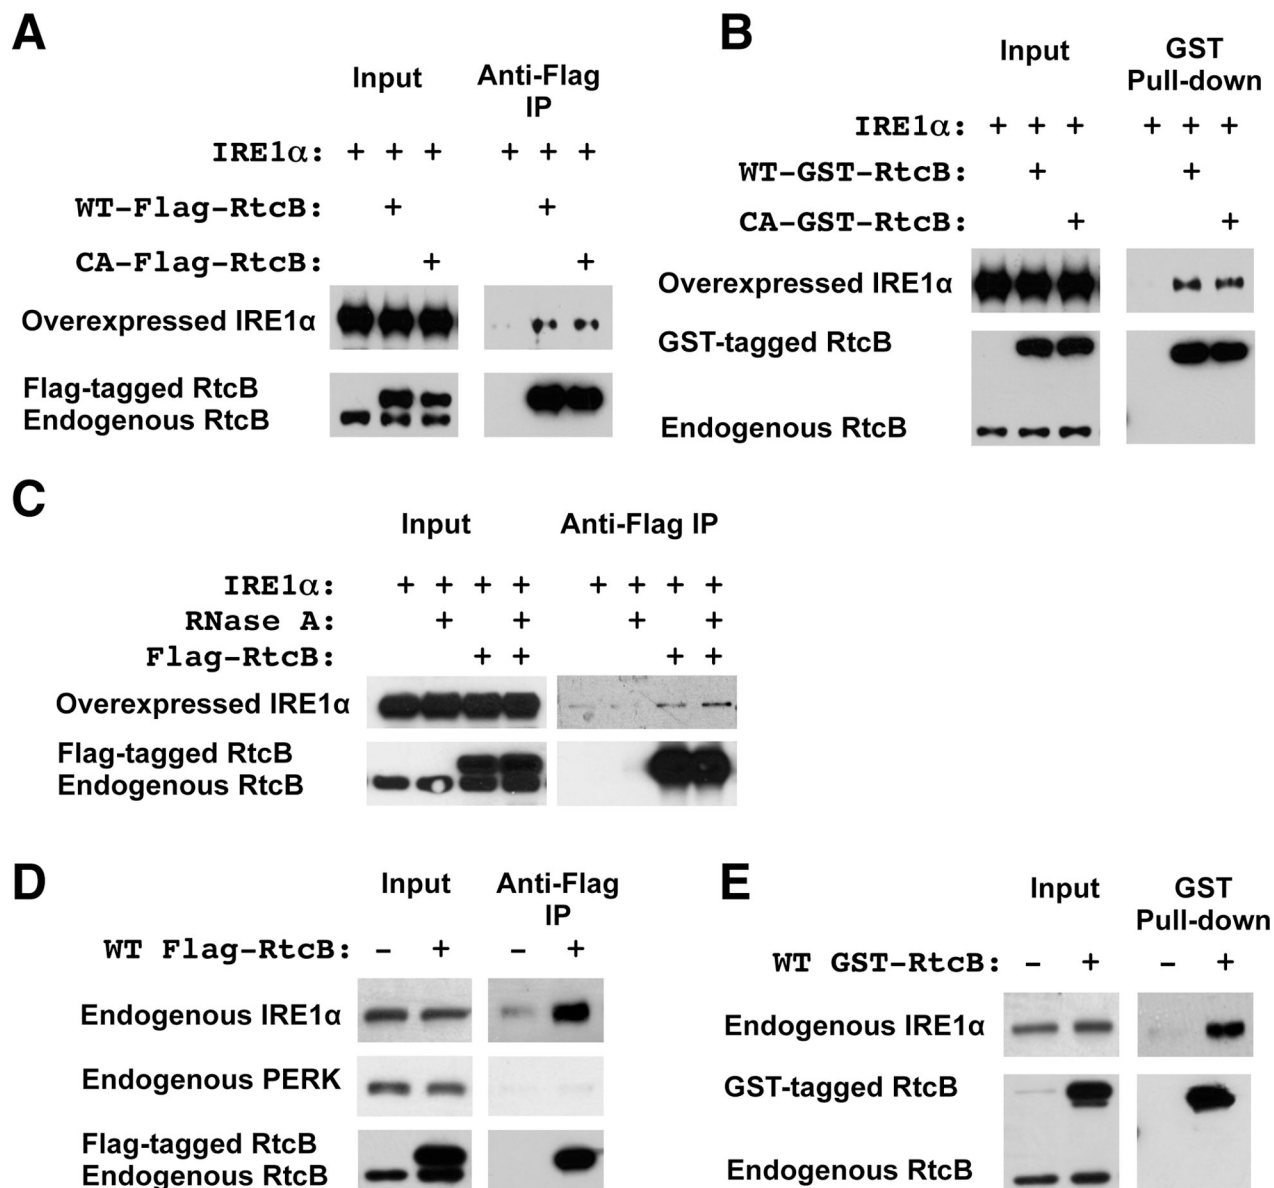 A
Input Anti-Flag
IP
IRE1α: + + + + + +
WT-Flag-RtcB: + +
CA-Flag-RtcB: + +
Overexpressed IRE1α
Flag-tagged RtcB
Endogenous RtcB
B
Input GST
Pull-down
IRE1α: + + + + + +
WT-GST-RtcB: + +
CA-GST-RtcB: + +
Overexpressed IRE1α
GST-tagged RtcB
Endogenous RtcB
C
Input Anti-Flag IP
IRE1α: + + + + + + + +
RNase A: + + + +
Flag-RtcB: + + + +
Overexpressed IRE1α
Flag-tagged RtcB
Endogenous RtcB
D
Input Anti-Flag
IP
WT Flag-RtcB: – + – +
Endogenous IRE1α
Endogenous PERK
Flag-tagged RtcB
Endogenous RtcB
E
Input GST
Pull-down
WT GST-RtcB: – + – +
Endogenous IRE1α
GST-tagged RtcB
Endogenous RtcB